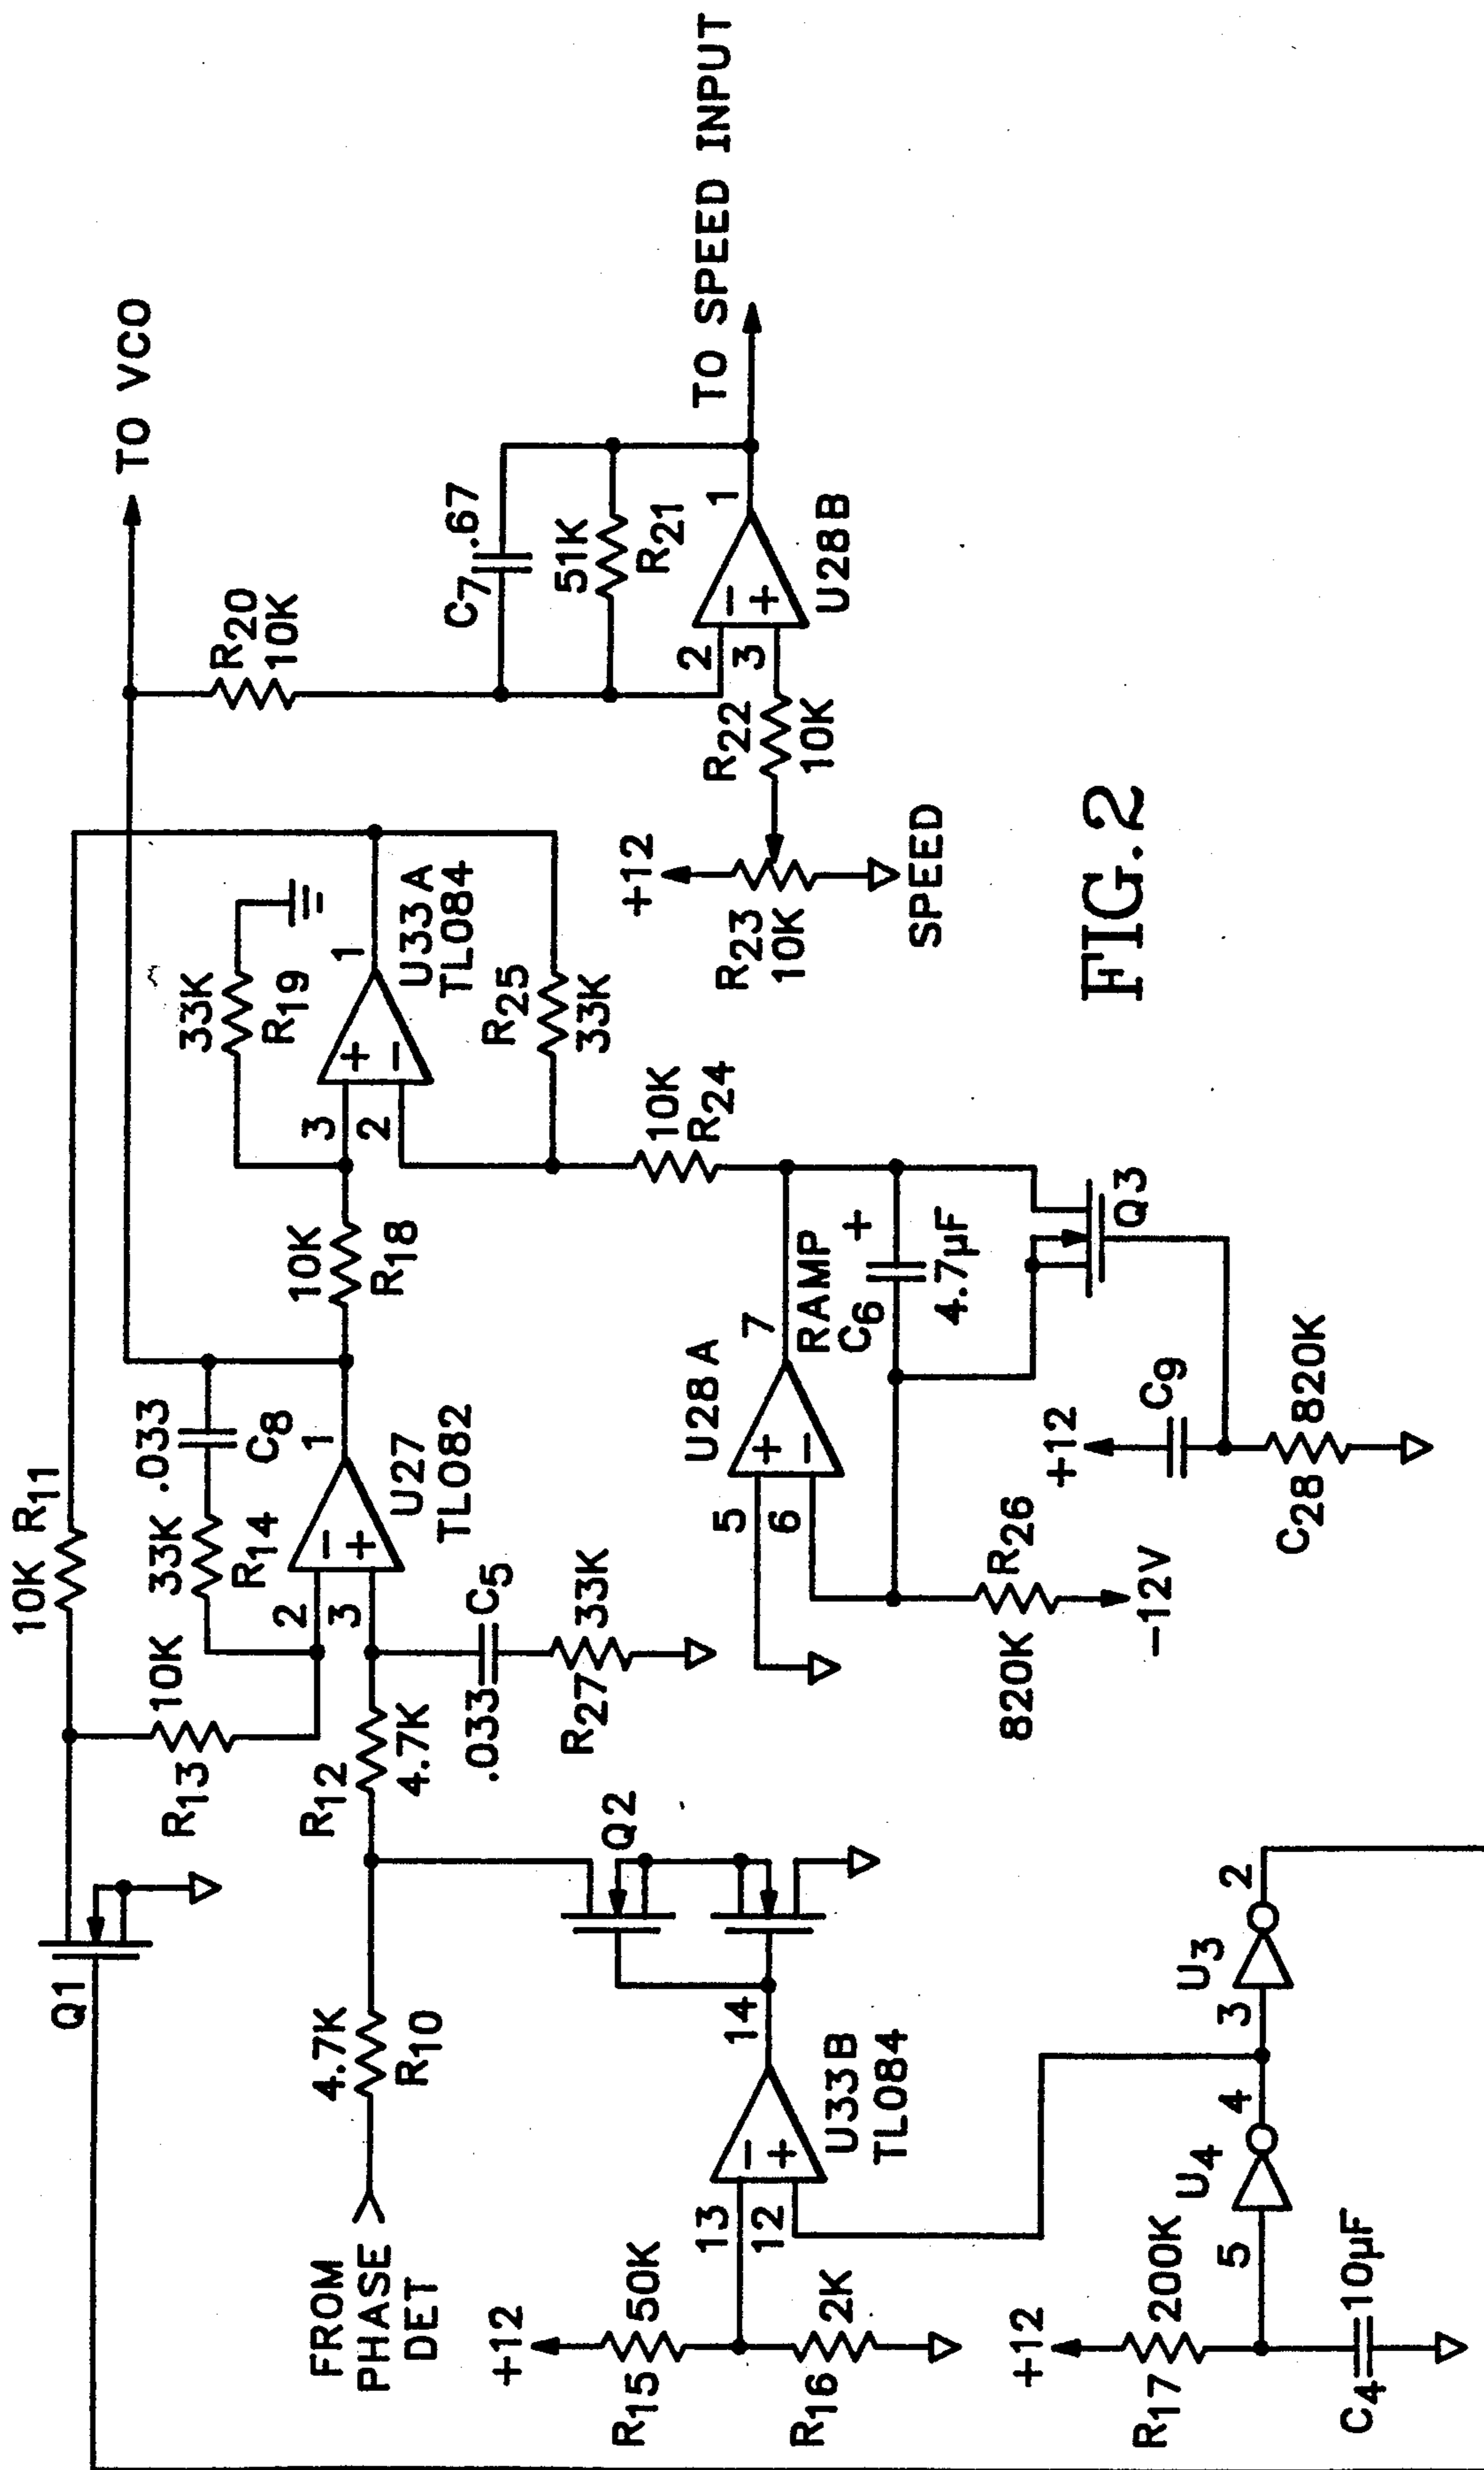 10K R11
TO VCO
10K
R13
33K .033
R14
C8
2
3
1
U27
TL082
10K
R18
33K
R19
3
2
1
U33A
TL084
R25
33K
R20
10K
C7 .67
51K
R21
2
3
1
U28B
TO SPEED INPUT
R22
10K
+12
R23
10K
SPEED
10K
R24
Q1
FROM
PHASE
DET
4.7K
R10
R12
4.7K
.033
C5
R27
33K
Q2
U28A
5
6
7
RAMP
C6
+
4.7µF
Q3
820K
R26
-12V
+12
C9
C28
820K
+12
R15
50K
R16
2K
13
12
14
U33B
TL084
+12
R17
200K
C4
10µF
5
U4
4
3
U3
2
FIG.2